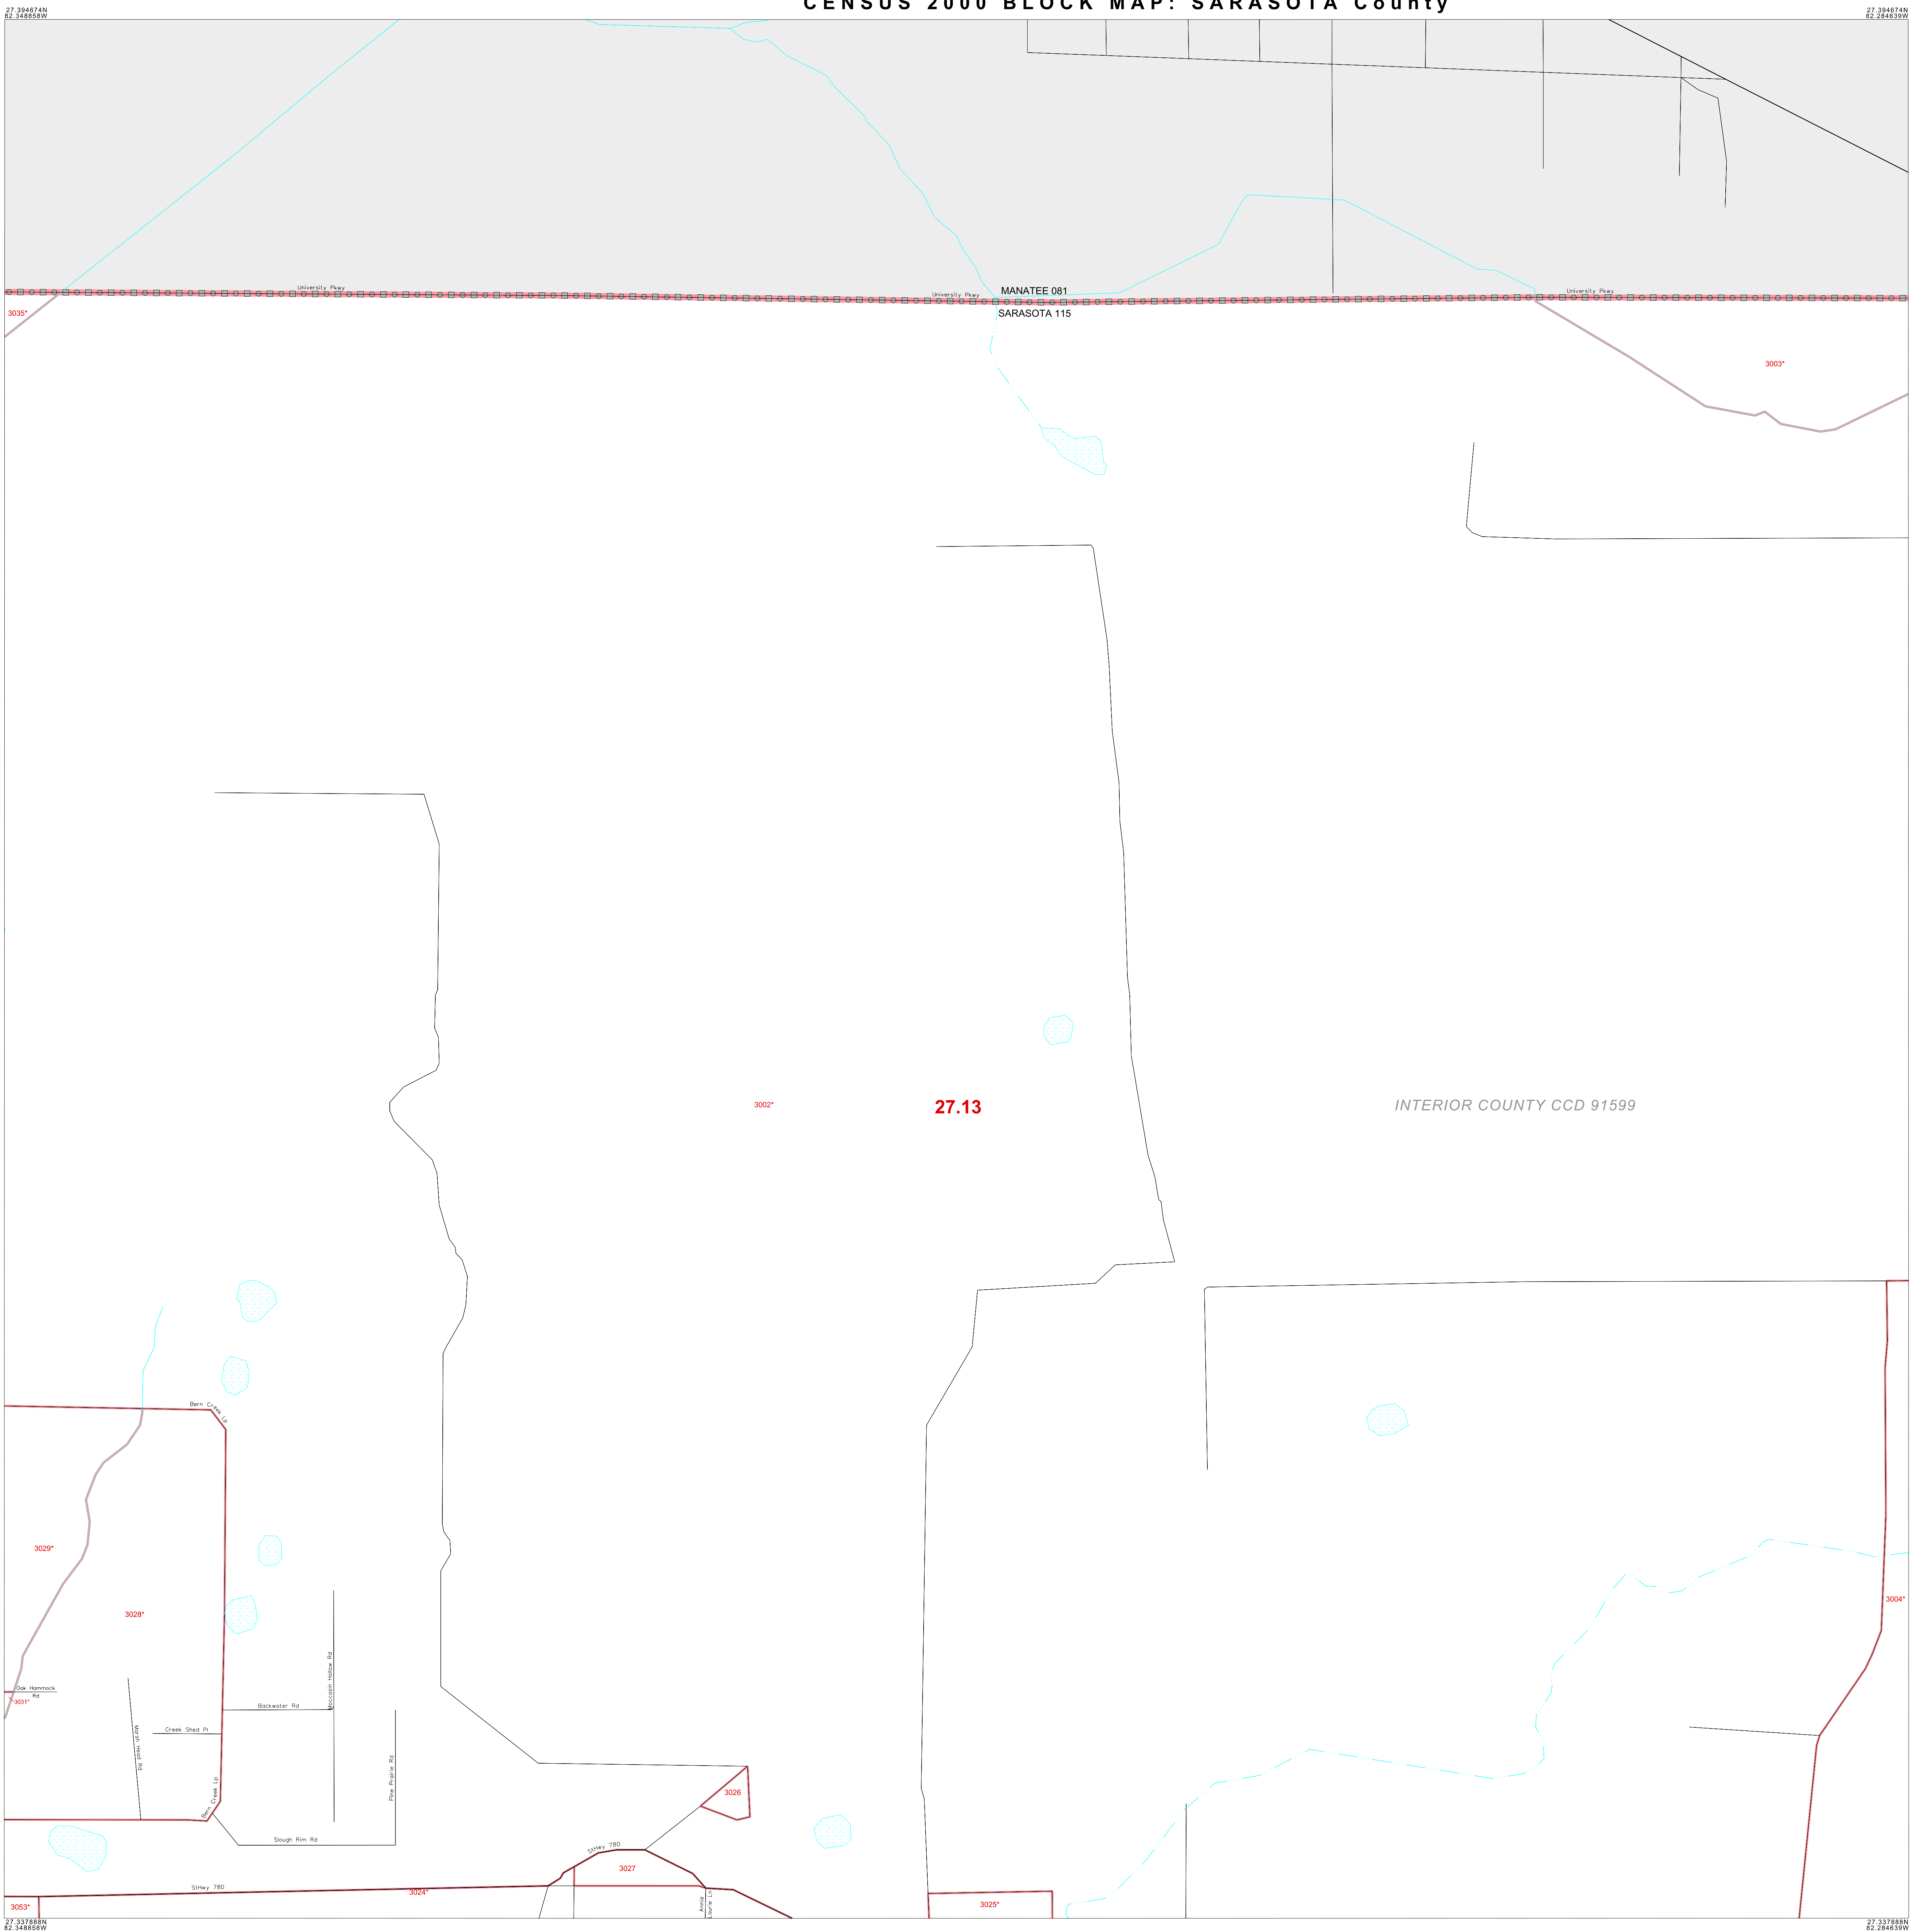 CENSUS 2000 BLOCK MAP: SARASOTA County
27.394674N
82.348858W
27.394674N
82.284639W
University Pkwy
University Pkwy
MANATEE 081
University Pkwy
SARASOTA 115
3035*
3003*
3002*
27.13
INTERIOR COUNTY CCD 91599
Bern Creek Lp
3029*
3028*
3004*
Oak Hammock
Rd
3031*
Moccasin Hollow Rd
Backwater Rd
Creek Shed Pl
Marsh Head Rd
Pine Prairie Rd
Bern Creek Lp
3026
Slough Rim Rd
StHwy 780
3027
StHwy 780
3024*
Annie
Laurie Ln
3025*
3053*
27.337888N
82.348858W
27.337888N
82.284639W